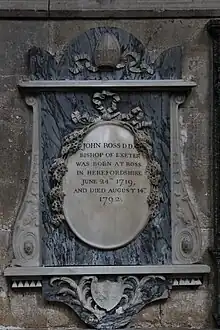 JOHN ROSS D.D.
BISHOP OF EXETER
WAS BORN AT ROSS
IN HEREFORDSHIRE
JUNE 24TH 1719,
AND DIED AUGUST 14TH
1792.